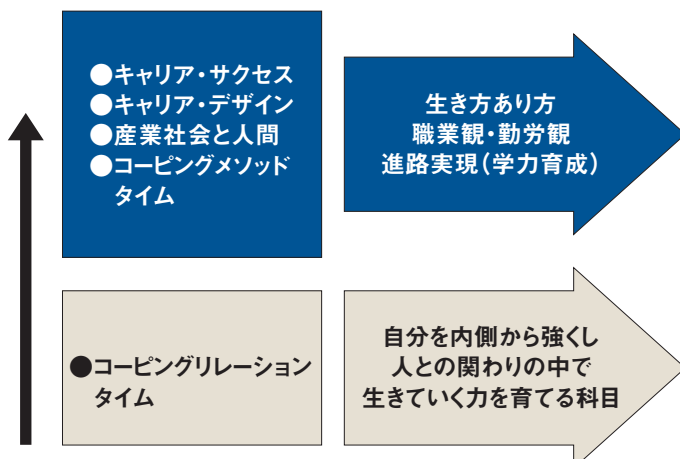 ●キャリア・サクセス
●キャリア・デザイン
●産業社会と人間
●コーピングメソッド
タイム
生き方あり方
職業観・勤労観
進路実現(学力育成)
●コーピングリレーション
タイム
自分を内側から強くし
人との関わりの中で
生きていく力を育てる科目